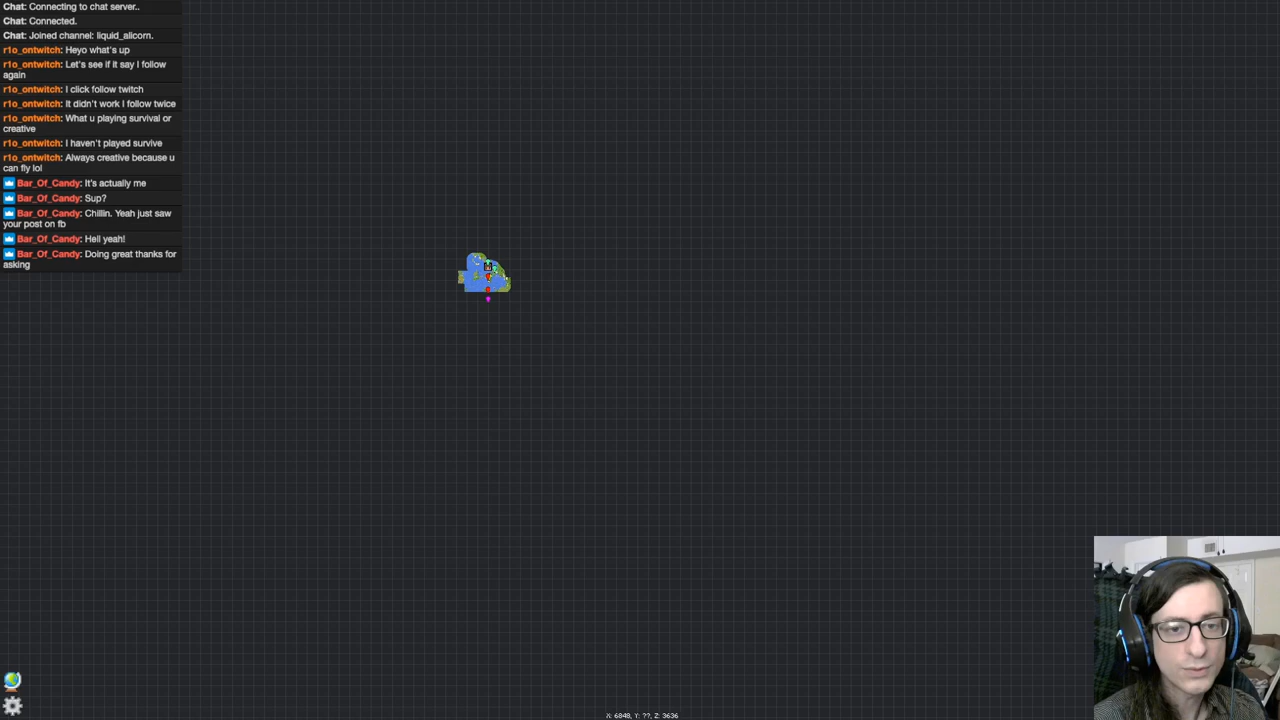 Chat: Connecting to chat server..
Chat: Connected.
Chat: Joined channel: liquid_alicorn.
r1o_ontwitch: Heyo what's up
r1o_ontwitch: Let's see if it say I follow
again
r1o_ontwitch: I click follow twitch
r1o_ontwitch: It didn't work I follow twice
r1o_ontwitch: What u playing survival or
creative
r1o_ontwitch: I haven't played survive
r1o_ontwitch: Always creative because u
can fly lol
Bar_Of_Candy: It's actually me
Bar_Of_Candy: Sup?
Bar_Of_Candy: Chillin. Yeah just saw
your post on fb
Bar_Of_Candy: Hell yeah!
Bar_Of_Candy: Doing great thanks for
asking
X: 6848, Y: ??, Z: 3636